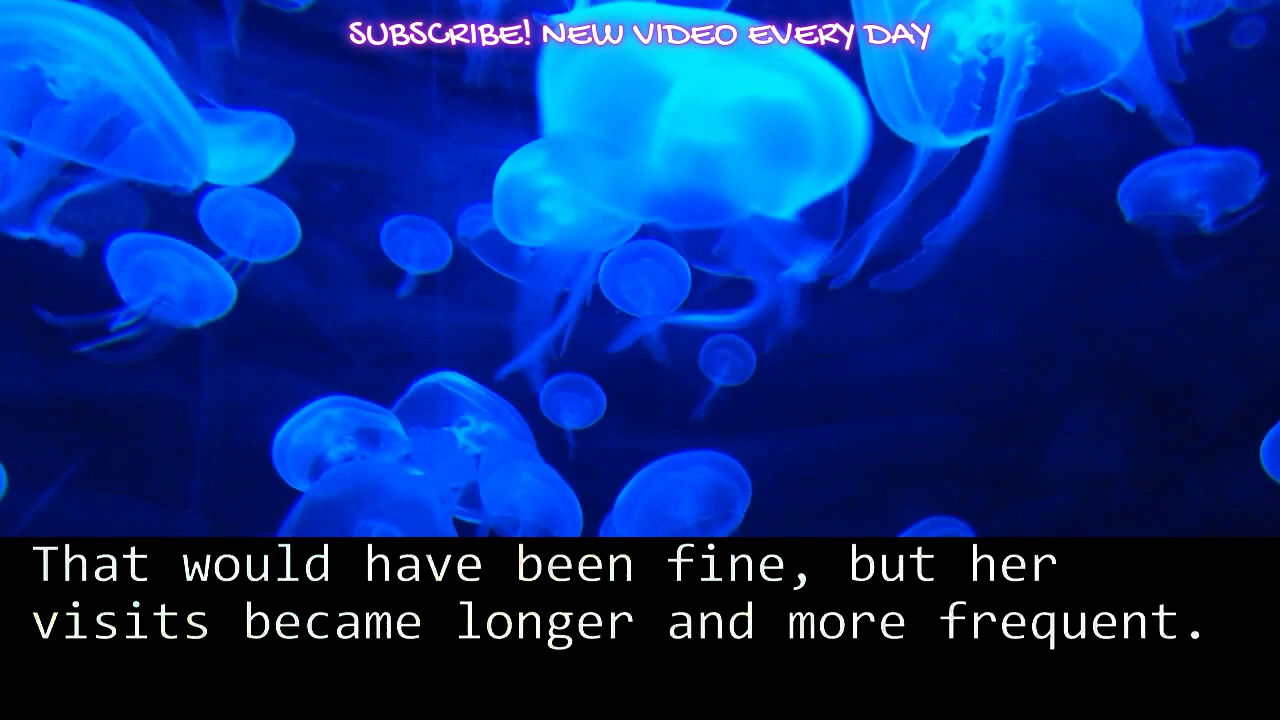 SUBSCRIBE! NEW VIDEO EVERY DAY
That would have been fine, but her
visits became longer and more frequent.